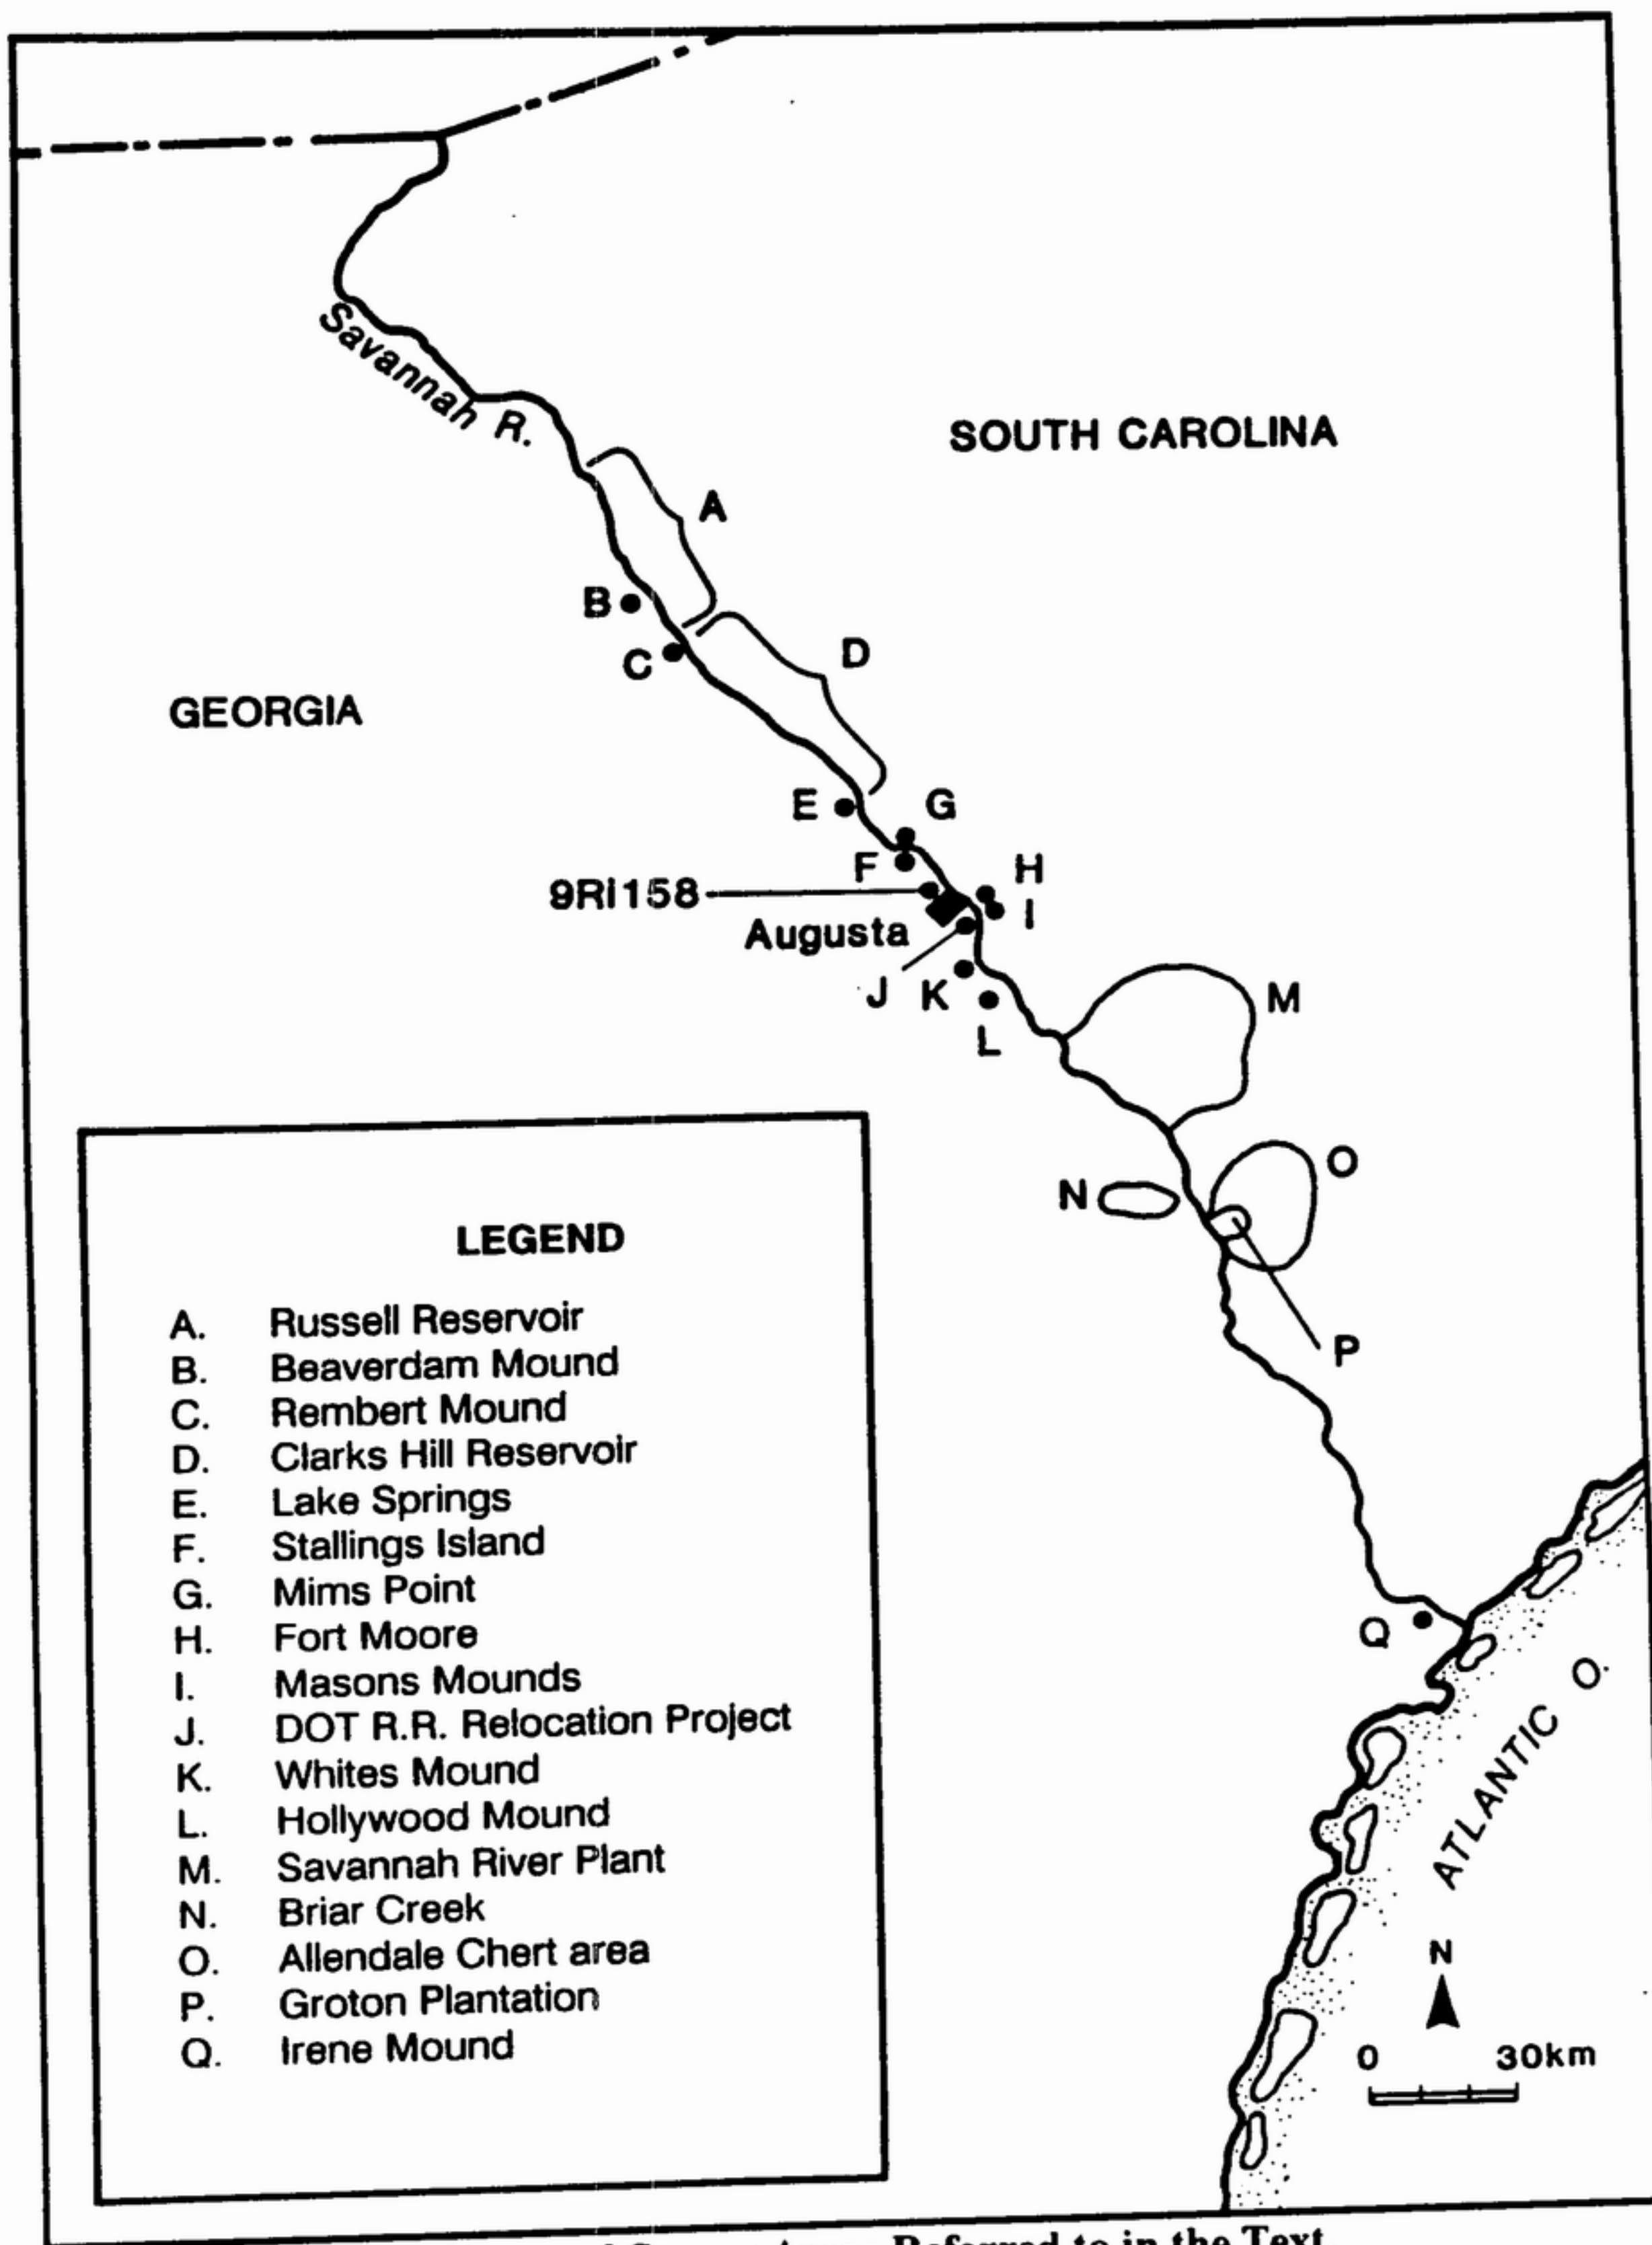 Savannah R.
SOUTH CAROLINA
A
B
C
D
GEORGIA
E
G
F
H
9Ri158
I
Augusta
J
K
L
M
N
O
P
LEGEND
A. Russell Reservoir
B. Beaverdam Mound
C. Rembert Mound
D. Clarks Hill Reservoir
E. Lake Springs
F. Stallings Island
G. Mims Point
H. Fort Moore
I. Masons Mounds
J. DOT R.R. Relocation Project
K. Whites Mound
L. Hollywood Mound
M. Savannah River Plant
N. Briar Creek
O. Allendale Chert area
P. Groton Plantation
Q. Irene Mound
Q
ATLANTIC O.
N
0 30km
Referred to in the Text